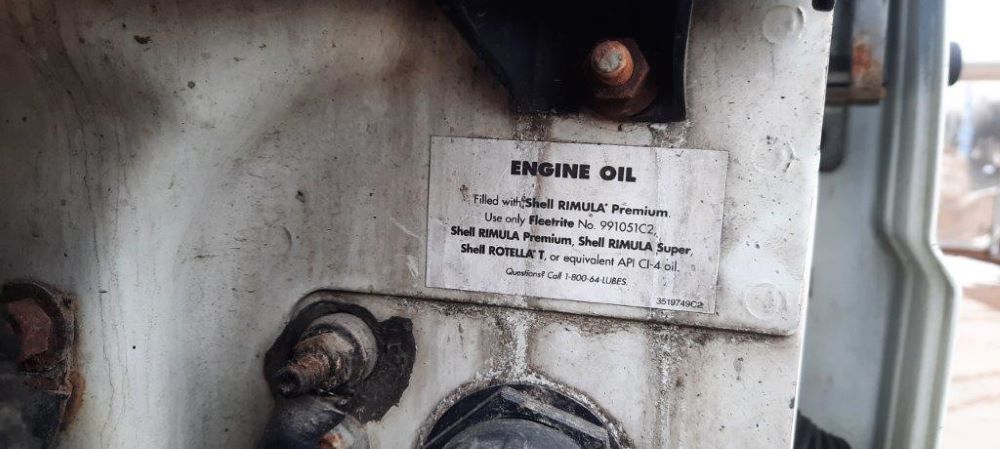 ENGINE OIL
Filled with Shell RIMULA® Premium.
Use only Fleetrite No. 991051C2,
Shell RIMULA Premium, Shell RIMULA Super,
Shell ROTELLA® T, or equivalent API CI-4 oil.
Questions? Call 1-800-64-LUBES.
3519749C2